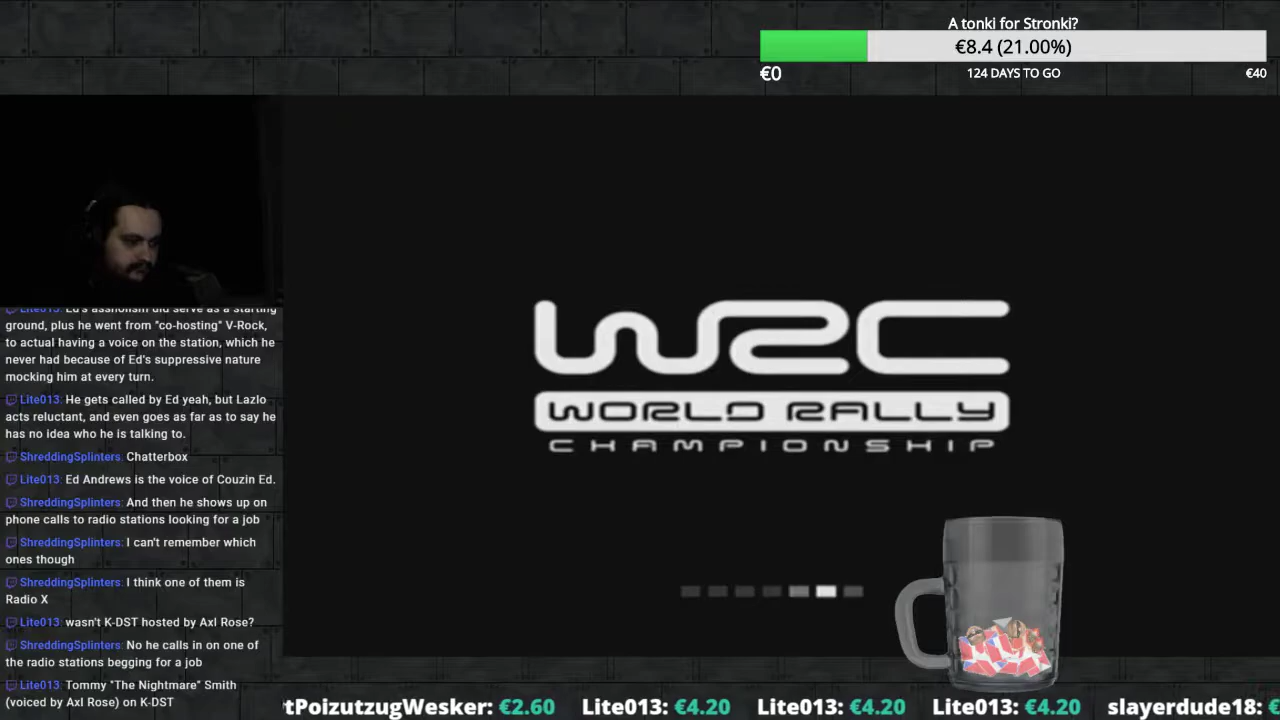 A tonki for Stronki?
€8.4 (21.00%)
€0
124 DAYS TO GO
€40
WRC
WORLD RALLY
CHAMPIONSHIP
Lite013: Ed's assholism did serve as a starting
ground, plus he went from "co-hosting" V-Rock,
to actual having a voice on the station, which he
never had because of Ed's suppressive nature
mocking him at every turn.
Lite013: He gets called by Ed yeah, but Lazlo
acts reluctant, and even goes as far as to say he
has no idea who he is talking to.
ShreddingSplinters: Chatterbox
Lite013: Ed Andrews is the voice of Couzin Ed.
ShreddingSplinters: And then he shows up on
phone calls to radio stations looking for a job
ShreddingSplinters: I can't remember which
ones though
ShreddingSplinters: I think one of them is
Radio X
Lite013: wasn't K-DST hosted by Axl Rose?
ShreddingSplinters: No he calls in on one of
the radio stations begging for a job
Lite013: Tommy "The Nightmare" Smith
(voiced by Axl Rose) on K-DST
tPoizutzugWesker: €2.60 Lite013: €4.20 Lite013: €4.20 Lite013: €4.20 slayerdude18: €